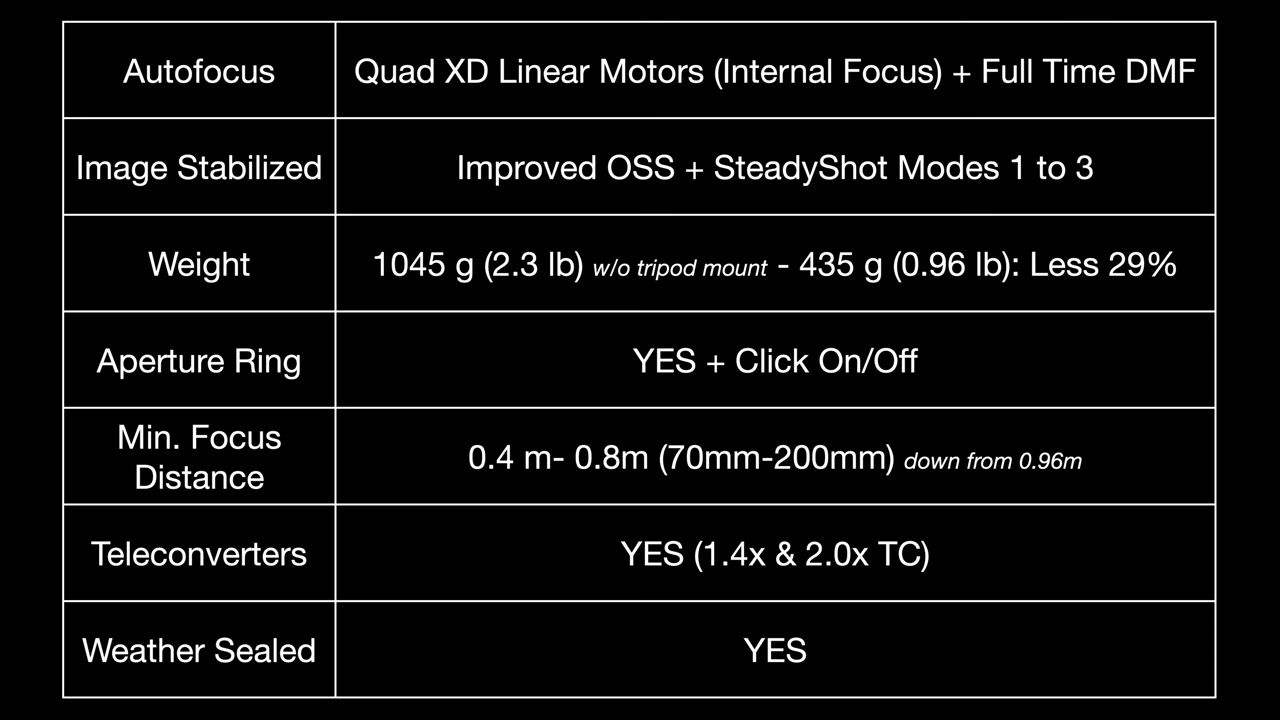 Autofocus
Quad XD Linear Motors (Internal Focus) + Full Time DMF
Image Stabilized
Improved OSS + SteadyShot Modes 1 to 3
Weight
1045 g (2.3 lb) w/o tripod mount - 435 g (0.96 lb): Less 29%
Aperture Ring
YES + Click On/Off
Min. Focus
Distance
0.4 m- 0.8m (70mm-200mm) down from 0.96m
Teleconverters
YES (1.4x & 2.0x TC)
Weather Sealed
YES